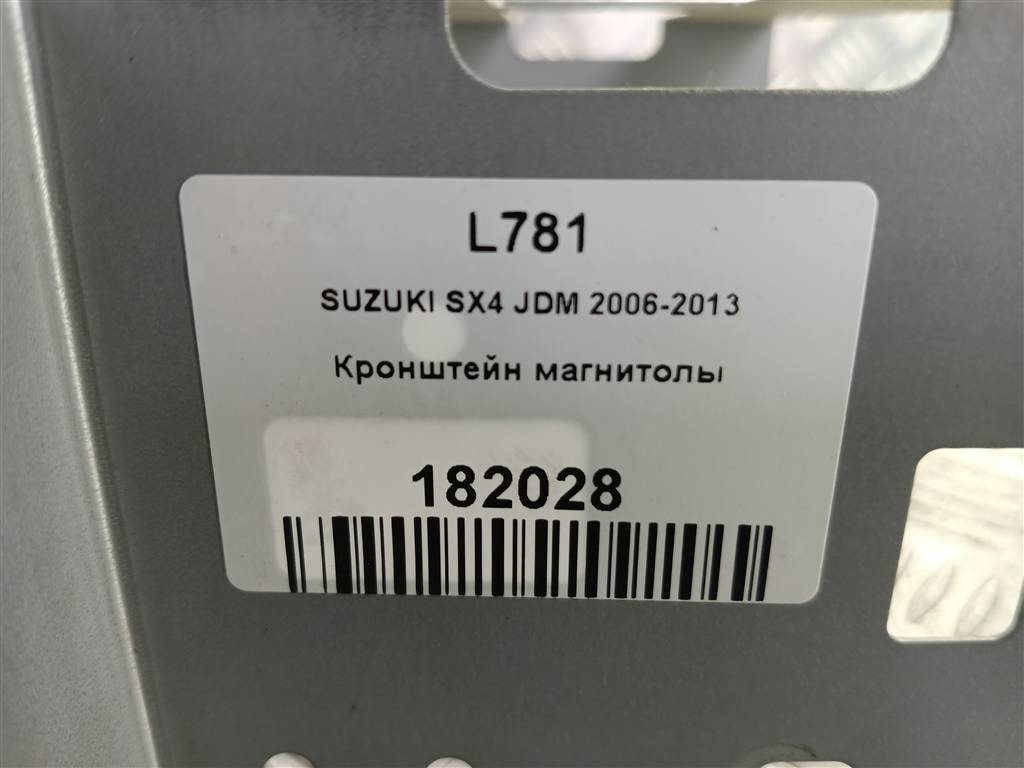 L781
SUZUKI SX4 JDM 2006-2013
Кронштейн магнитолы
182028